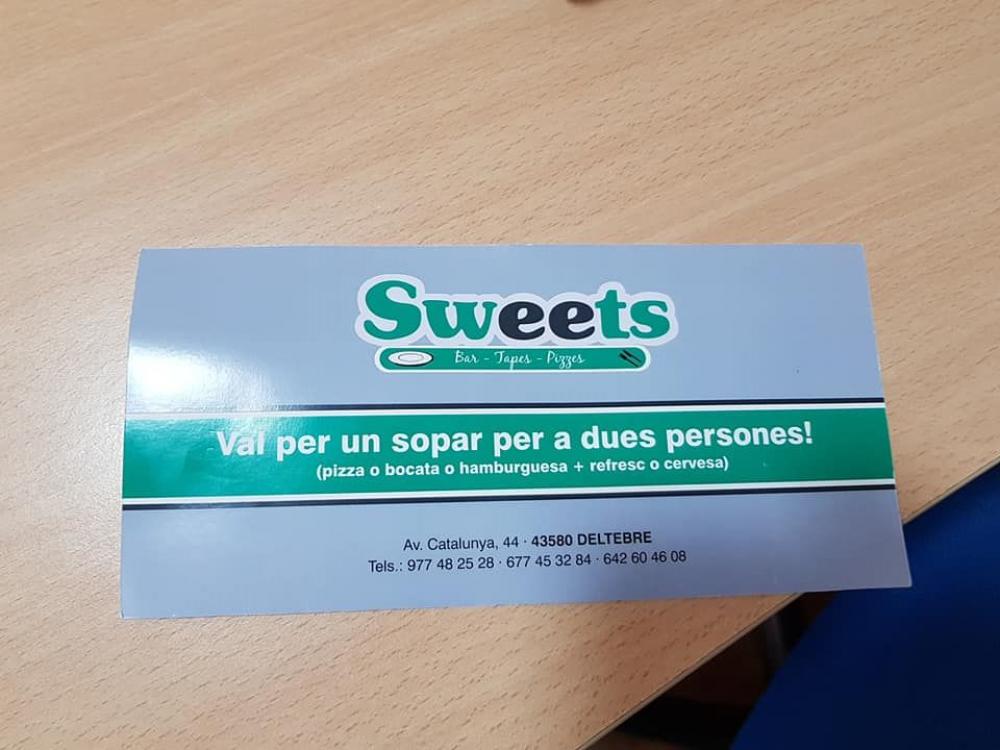 Sweets
Bar - Tapes - Pizzes
Val per un sopar per a dues persones!
(pizza o bocata o hamburguesa + refresc o cervesa)
Av. Catalunya, 44 · 43580 DELTEBRE
Tels.: 977 48 25 28 · 677 45 32 84 · 642 60 46 08